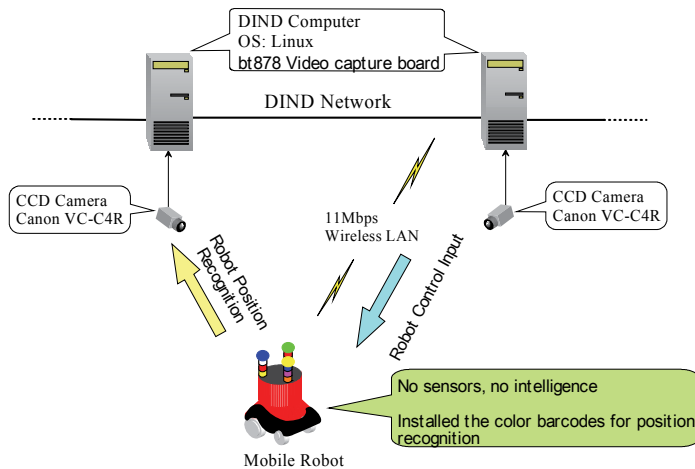 DIND Computer
OS: Linux
bt878 Video capture board
DIND Network
CCD Camera
Canon VC-C4R
11Mbps
Wireless LAN
CCD Camera
Canon VC-C4R
Robot Position
Recognition
Robot Control Input
No sensors, no intelligence
Installed the color barcodes for position
recognition
Mobile Robot